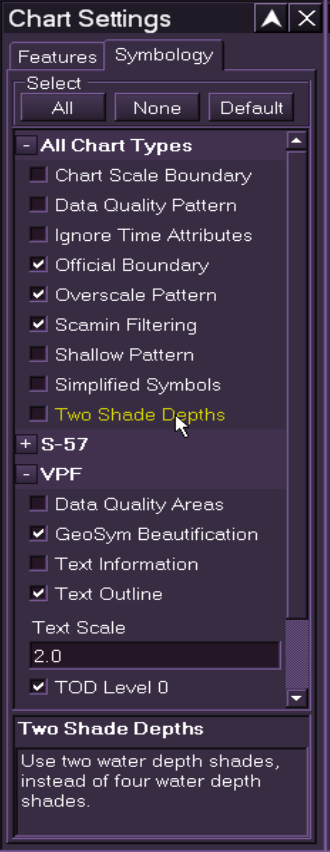 Chart Settings
Features Symbology
Select
All None Default
- All Chart Types
Chart Scale Boundary
Data Quality Pattern
Ignore Time Attributes
Official Boundary
Overscale Pattern
Scamin Filtering
Shallow Pattern
Simplified Symbols
Two Shade Depths
+ S-57
- VPF
Data Quality Areas
GeoSym Beautification
Text Information
Text Outline
Text Scale
2.0
TOD Level 0
Two Shade Depths
Use two water depth shades,
instead of four water depth
shades.